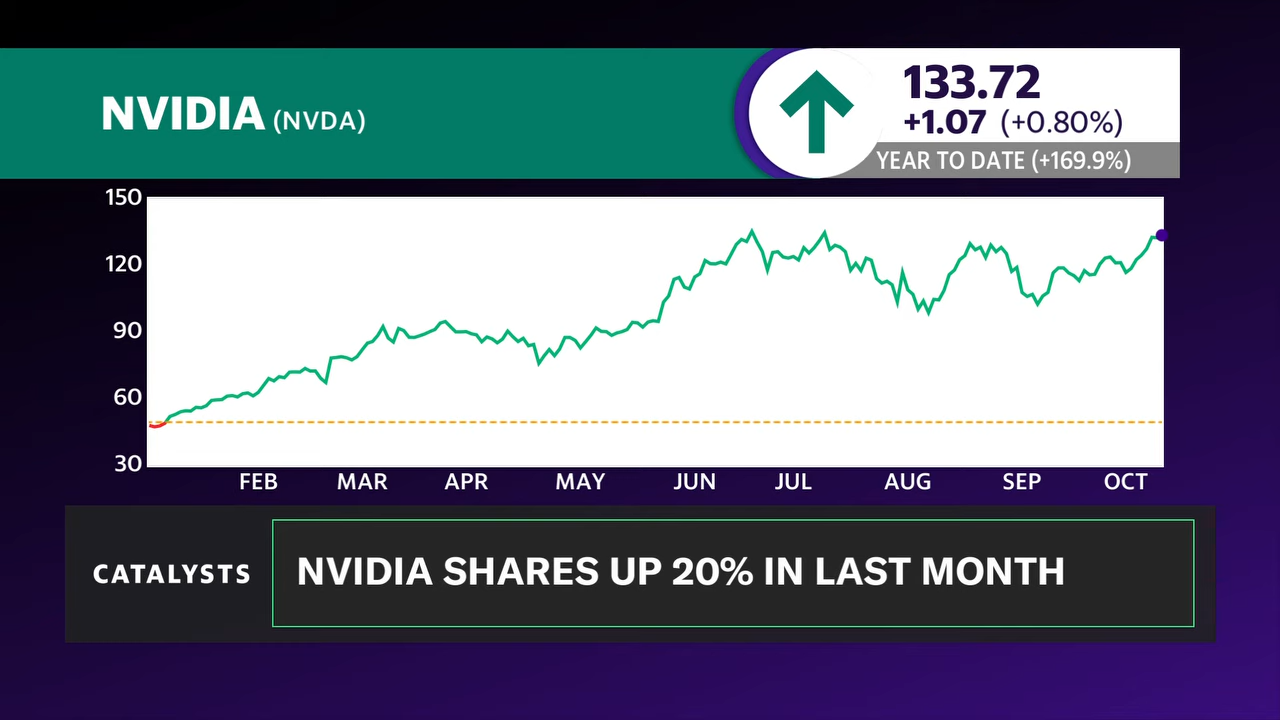 NVIDIA (NVDA)
133.72
+1.07 (+0.80%)
YEAR TO DATE (+169.9%)
150
120
90
60
30
FEB MAR APR MAY JUN JUL AUG SEP OCT
CATALYSTS
NVIDIA SHARES UP 20% IN LAST MONTH